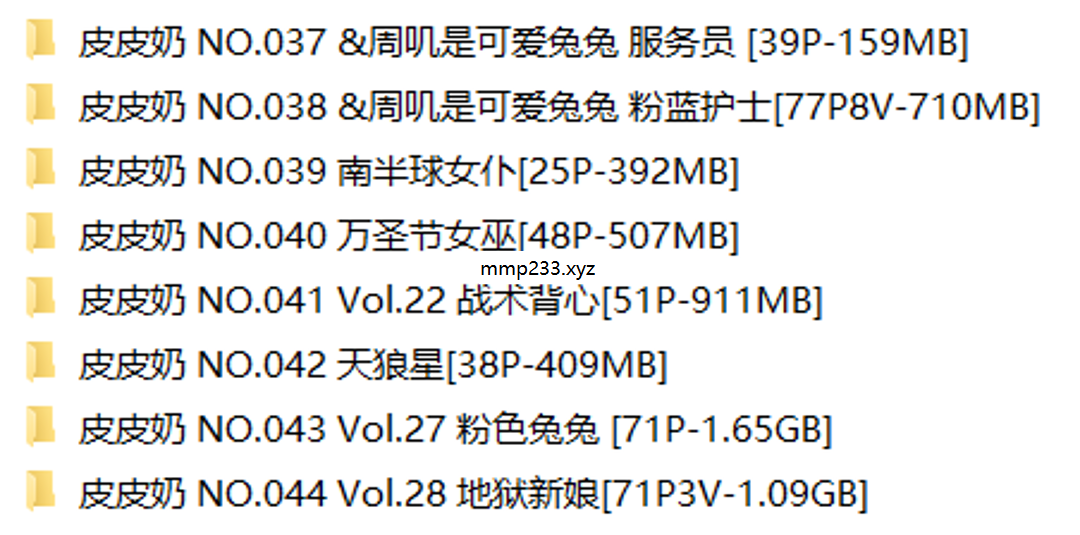 皮皮奶 NO.037 &周叽是可爱兔兔 服务员 [39P-159MB]
皮皮奶 NO.038 &周叽是可爱兔兔 粉蓝护士[77P8V-710MB]
皮皮奶 NO.039 南半球女仆[25P-392MB]
皮皮奶 NO.040 万圣节女巫[48P-507MB]
mmp233.xyz
皮皮奶 NO.041 Vol.22 战术背心[51P-911MB]
皮皮奶 NO.042 天狼星[38P-409MB]
皮皮奶 NO.043 Vol.27 粉色兔兔 [71P-1.65GB]
皮皮奶 NO.044 Vol.28 地狱新娘[71P3V-1.09GB]